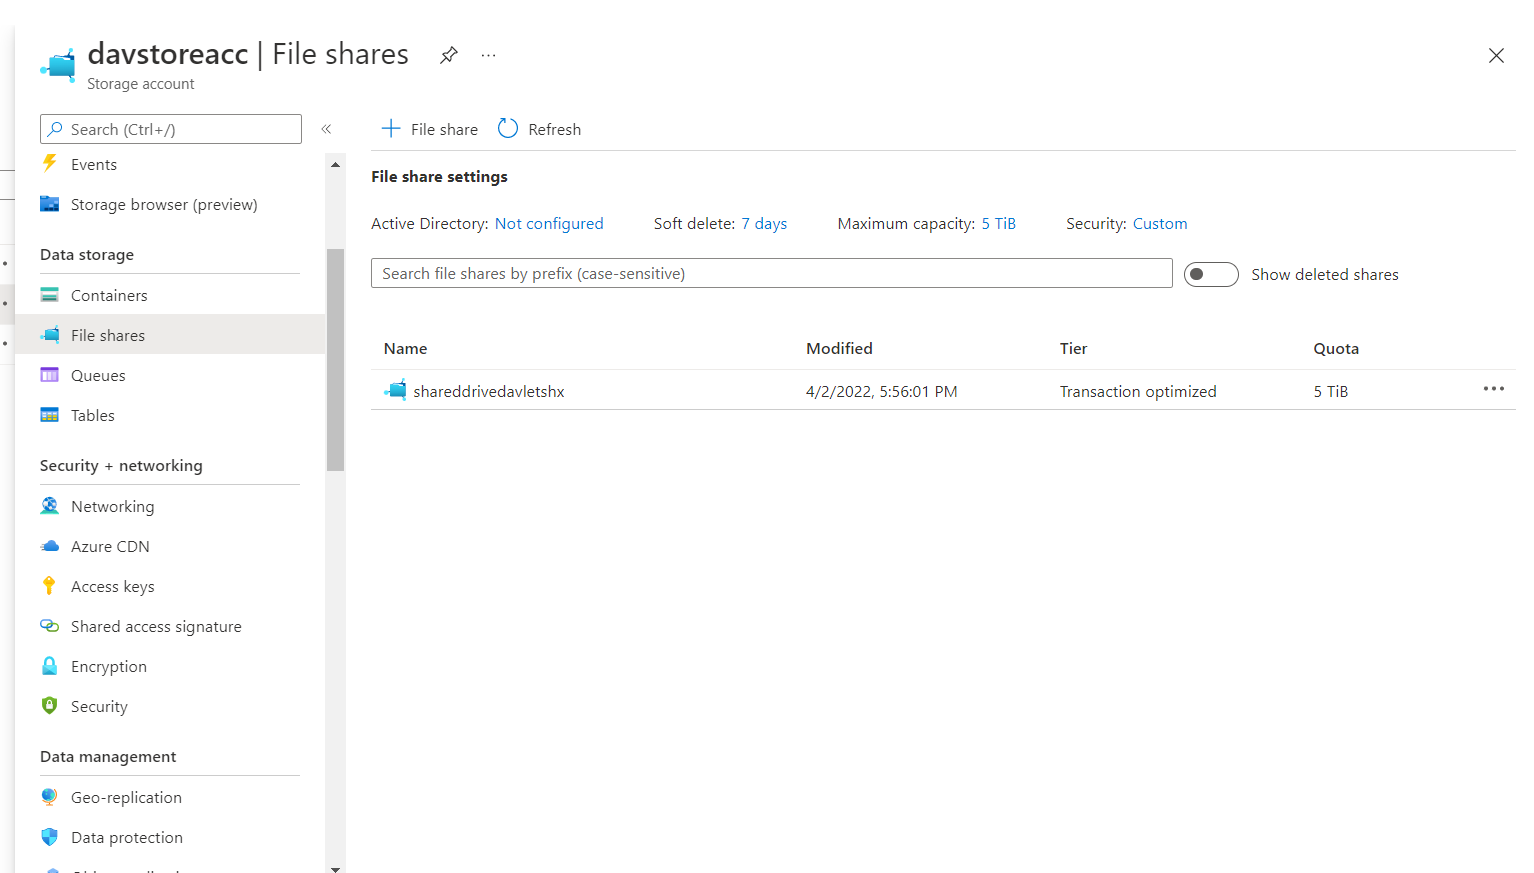 davstoreacc | File shares
Storage account
Search (Ctrl+/)
Events
Storage browser (preview)
Data storage
Containers
File shares
Queues
Tables
Security + networking
Networking
Azure CDN
Access keys
Shared access signature
Encryption
Security
Data management
Geo-replication
Data protection
File share Refresh
File share settings
Active Directory: Not configured Soft delete: 7 days Maximum capacity: 5 TiB Security: Custom
Search file shares by prefix (case-sensitive) Show deleted shares
Name Modified Tier Quota
shareddrivedavletshx 4/2/2022, 5:56:01 PM Transaction optimized 5 TiB